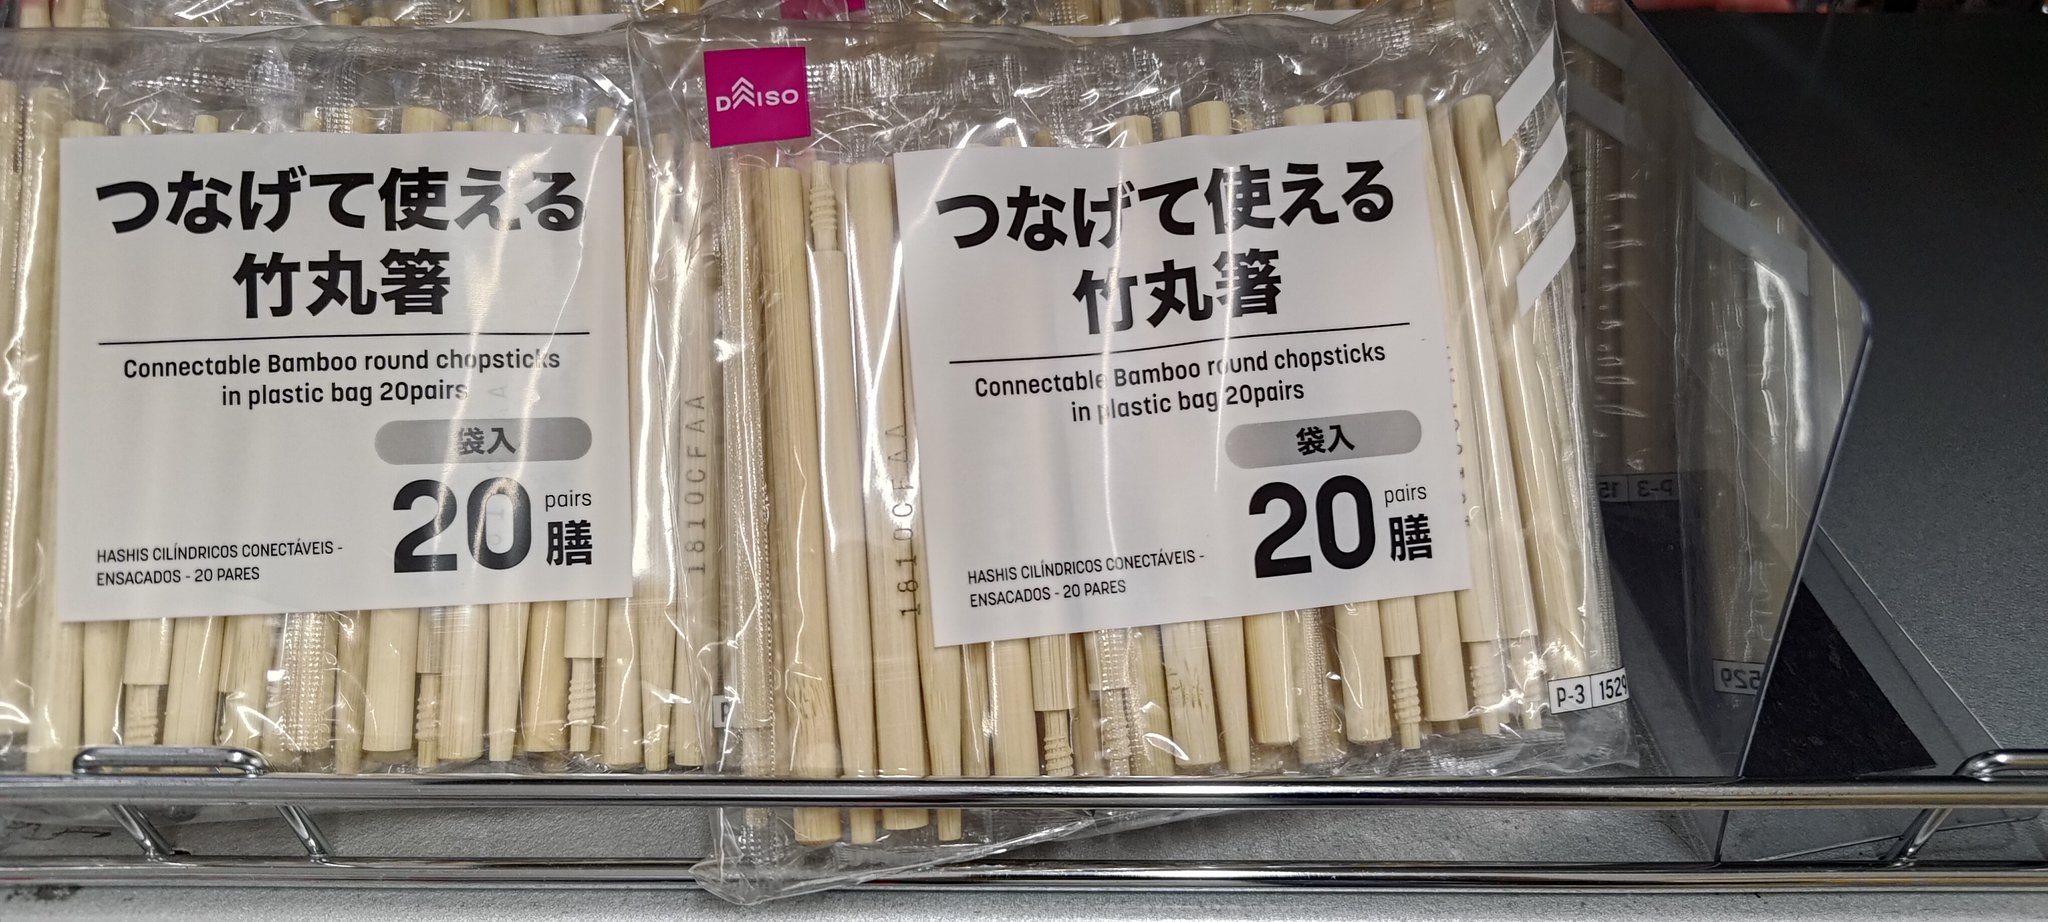 つなげて使える
竹丸箸
Connectable Bamboo round chopsticks
in plastic bag 20pairs
袋入
20 pairs
膳
HASHIS CILÍNDRICOS CONECTÁVEIS -
ENSACADOS - 20 PARES
1810CFAA
DAISO
つなげて使える
竹丸箸
Connectable Bamboo round chopsticks
in plastic bag 20pairs
袋入
20 pairs
膳
HASHIS CILÍNDRICOS CONECTÁVEIS -
ENSACADOS - 20 PARES
1810CFAA
P-3 1529